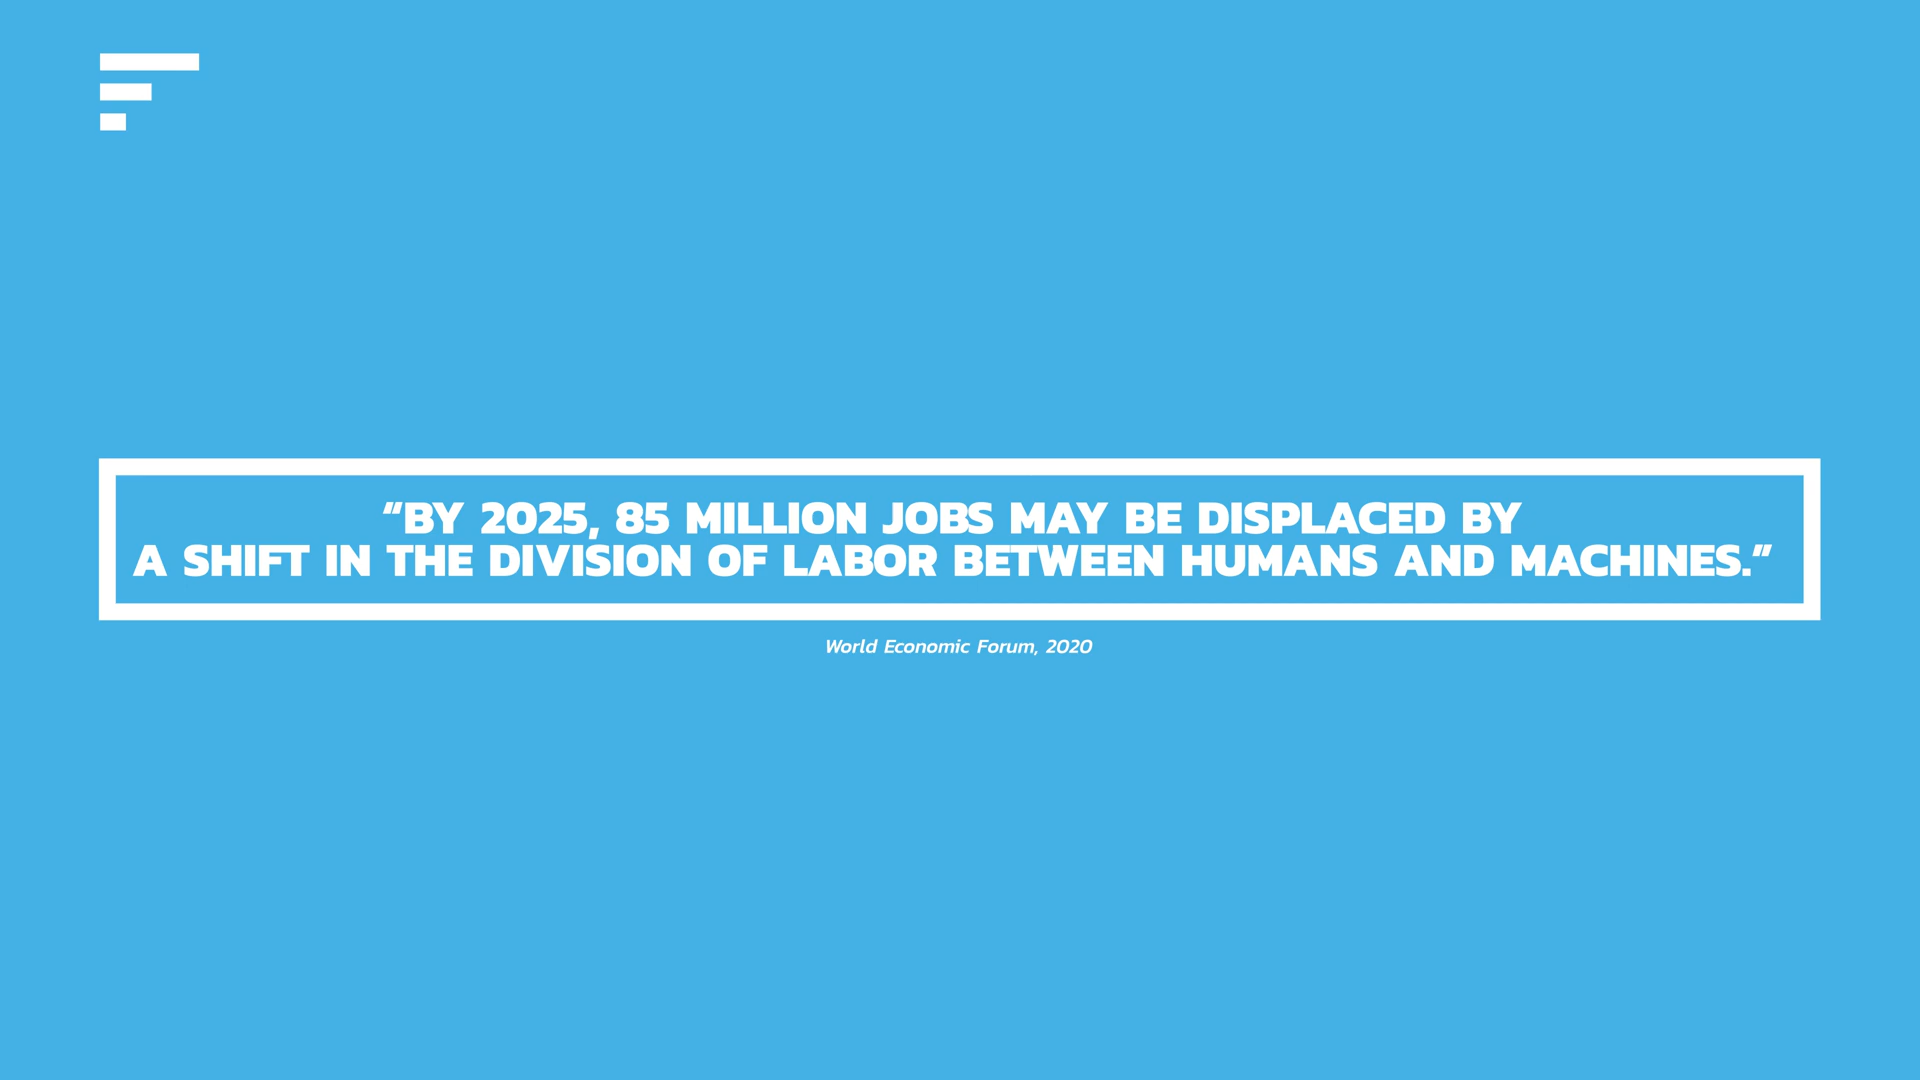 “BY 2025, 85 MILLION JOBS MAY BE DISPLACED BY
A SHIFT IN THE DIVISION OF LABOR BETWEEN HUMANS AND MACHINES.”
World Economic Forum, 2020